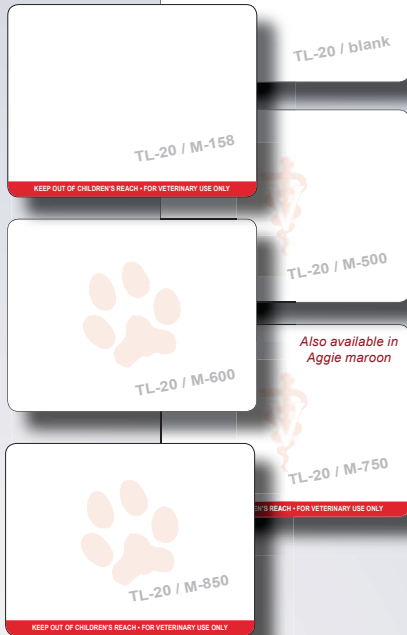 TL-20 / blank
TL-20 / M-158
KEEP OUT OF CHILDREN'S REACH • FOR VETERINARY USE ONLY
V
TL-20 / M-500
TL-20 / M-600
Also available in
Aggie maroon
V
TL-20 / M-750
EN'S REACH • FOR VETERINARY USE ONLY
TL-20 / M-850
KEEP OUT OF CHILDREN'S REACH • FOR VETERINARY USE ONLY